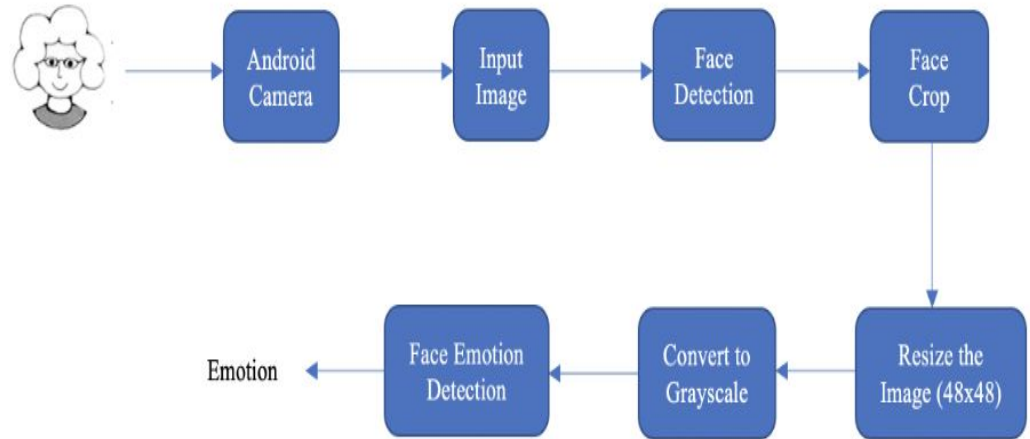 Android
Camera
Input
Image
Face
Detection
Face
Crop
Resize the
Image (48x48)
Convert to
Grayscale
Face Emotion
Detection
Emotion